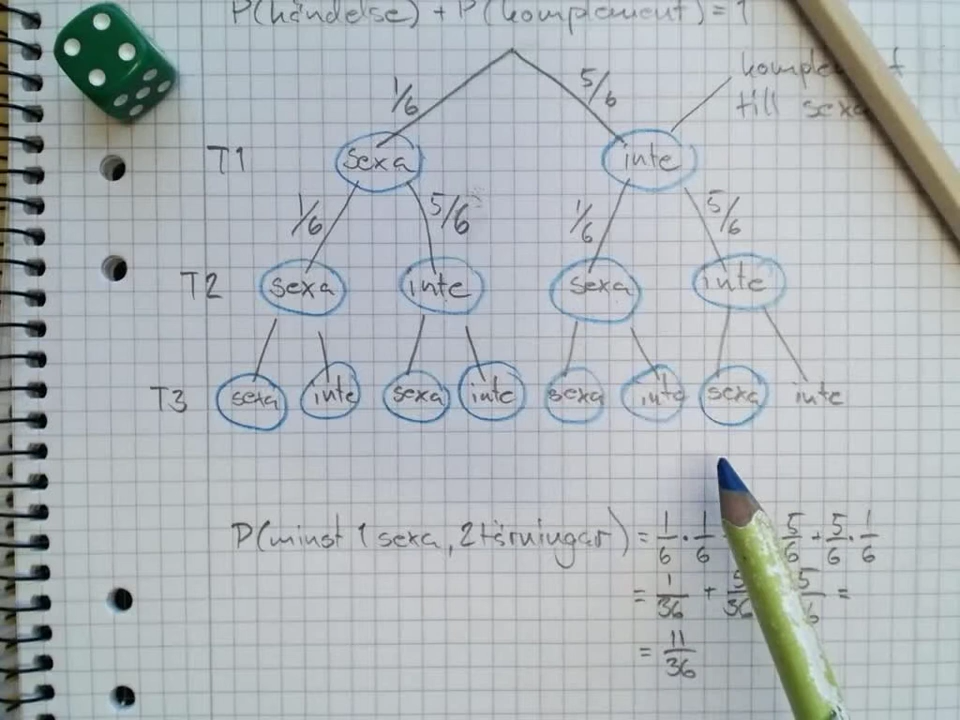 P(händelse) + P(komplement) = 1
1/6 5/6
till
T1 sexa inte
1/6 5/6 1/6 5/6
T2 sexa inte sexa inte
T3 sexa inte sexa inte sexa inte sexa inte
P(minst 1 sexa, 2 tärningar) = 1/6 · 1/6 5/6 + 5/6 · 1/6
= 1/36 + =
= 11/36